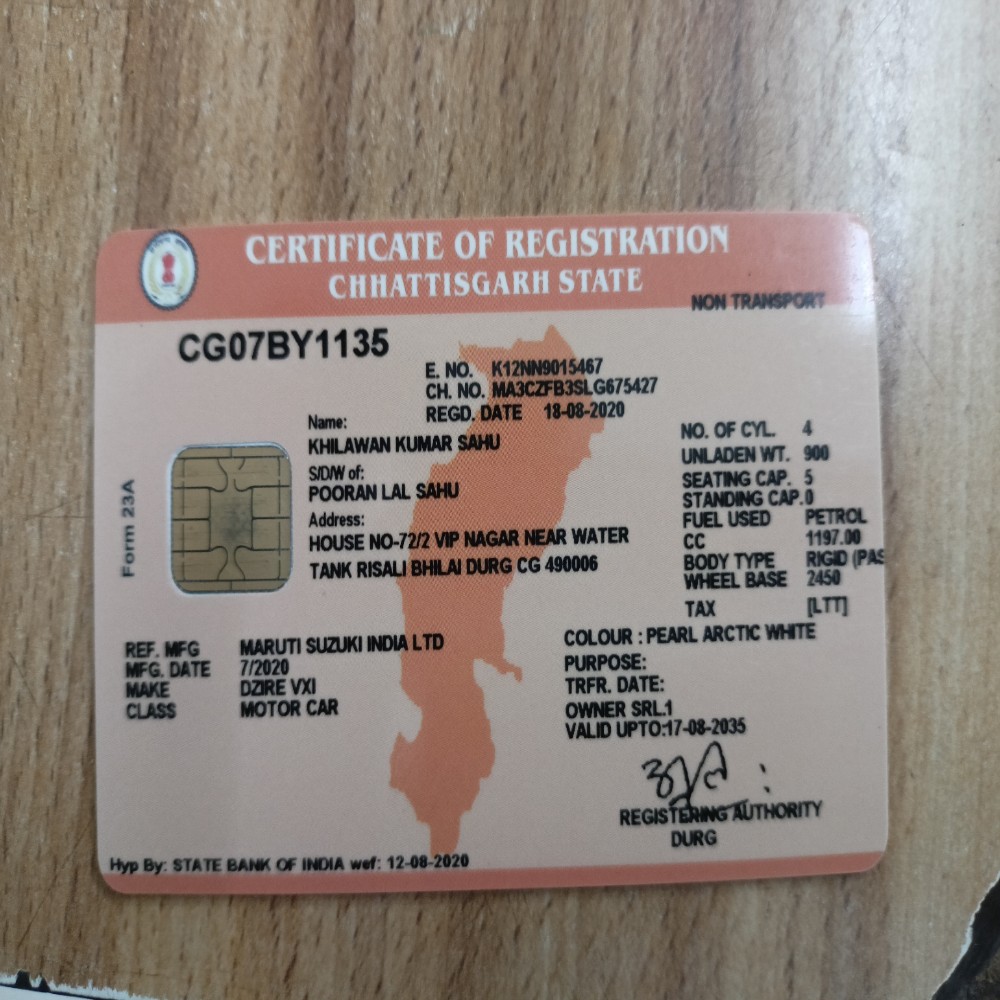 CERTIFICATE OF REGISTRATION
CHHATTISGARH STATE
NON TRANSPORT
CG07BY1135
E. NO. K12NN9015467
CH. NO. MA3CZFB3SLG675427
REGD. DATE 18-08-2020
Name:
KHILAWAN KUMAR SAHU
S/D/W of:
POORAN LAL SAHU
Address:
HOUSE NO-72/2 VIP NAGAR NEAR WATER
TANK RISALI BHILAI DURG CG 490006
Form 23A
NO. OF CYL. 4
UNLADEN WT. 900
SEATING CAP. 5
STANDING CAP. 0
FUEL USED PETROL
CC 1197.00
BODY TYPE RIGID (PAS
WHEEL BASE 2450
TAX [LTT]
REF. MFG MARUTI SUZUKI INDIA LTD
MFG. DATE 7/2020
MAKE DZIRE VXI
CLASS MOTOR CAR
COLOUR : PEARL ARCTIC WHITE
PURPOSE:
TRFR. DATE:
OWNER SRL.1
VALID UPTO:17-08-2035
REGISTERING AUTHORITY
DURG
Hyp By: STATE BANK OF INDIA wef: 12-08-2020